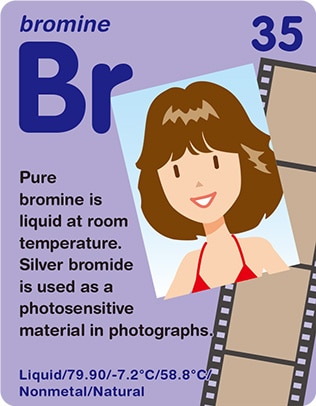 bromine
35
Br
Pure
bromine is
liquid at room
temperature.
Silver bromide
is used as a
photosensitive
material in photographs.
Liquid/79.90/-7.2°C/58.8°C/
Nonmetal/Natural